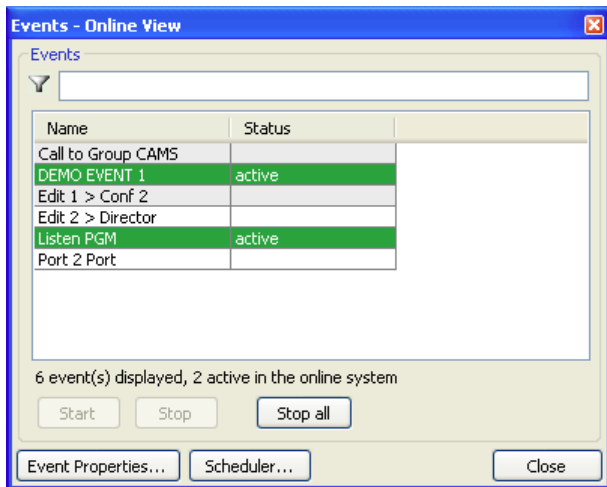 Events - Online View
Events
Name Status
Call to Group CAMS
DEMO EVENT 1 active
Edit 1 > Conf 2
Edit 2 > Director
Listen PGM active
Port 2 Port
6 event(s) displayed, 2 active in the online system
Start Stop Stop all
Event Properties... Scheduler... Close